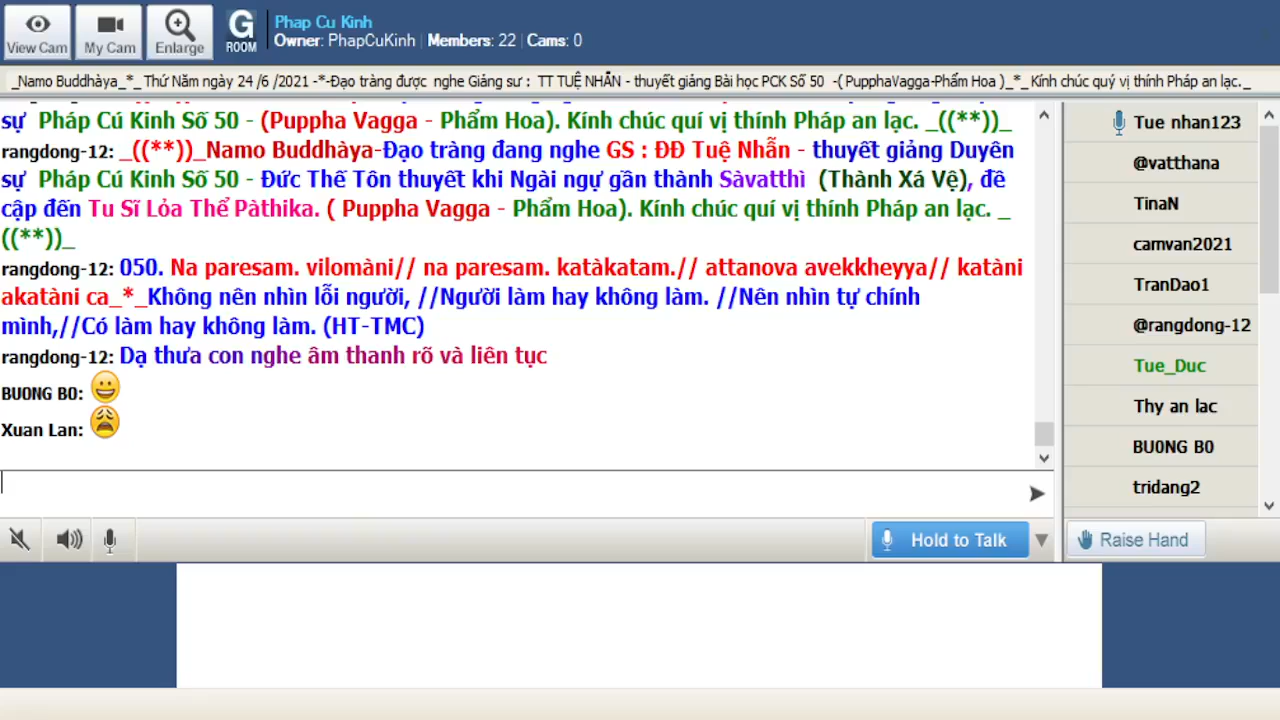 View Cam
My Cam
Enlarge
G
ROOM
Phap Cu Kinh
Owner: PhapCuKinh | Members: 22 | Cams: 0
_Namo Buddhàya_*_ Thứ Năm ngày 24 /6 /2021 -*-Đạo tràng được nghe Giảng sư : TT TUỆ NHẪN - thuyết giảng Bài học PCK Số 50 -( PupphaVagga-Phẩm Hoa )_*_ Kính chúc quý vị thính Pháp an lạc._
sự Pháp Cú Kinh Số 50 - (Puppha Vagga - Phẩm Hoa). Kính chúc quí vị thính Pháp an lạc. _((**))_
rangdong-12: _((**))_Namo Buddhàya-Đạo tràng đang nghe GS : ĐĐ Tuệ Nhẫn - thuyết giảng Duyên
sự Pháp Cú Kinh Số 50 - Đức Thế Tôn thuyết khi Ngài ngự gần thành Sàvatthì (Thành Xá Vệ), đề
cập đến Tu Sĩ Lỏa Thể Pàthika. ( Puppha Vagga - Phẩm Hoa). Kính chúc quí vị thính Pháp an lạc. _
((**))_
rangdong-12: 050. Na paresam. vilomàni// na paresam. katàkatam.// attanova avekkheyya// katàni
akatàni ca_*_Không nên nhìn lỗi người, //Người làm hay không làm. //Nên nhìn tự chính
mình,//Có làm hay không làm. (HT-TMC)
rangdong-12: Dạ thưa con nghe âm thanh rõ và liên tục
BU0NG B0:
Xuan Lan:
Tue nhan123
@vatthana
TinaN
camvan2021
TranDao1
@rangdong-12
Tue_Duc
Thy an lac
BU0NG B0
tridang2
Hold to Talk
Raise Hand